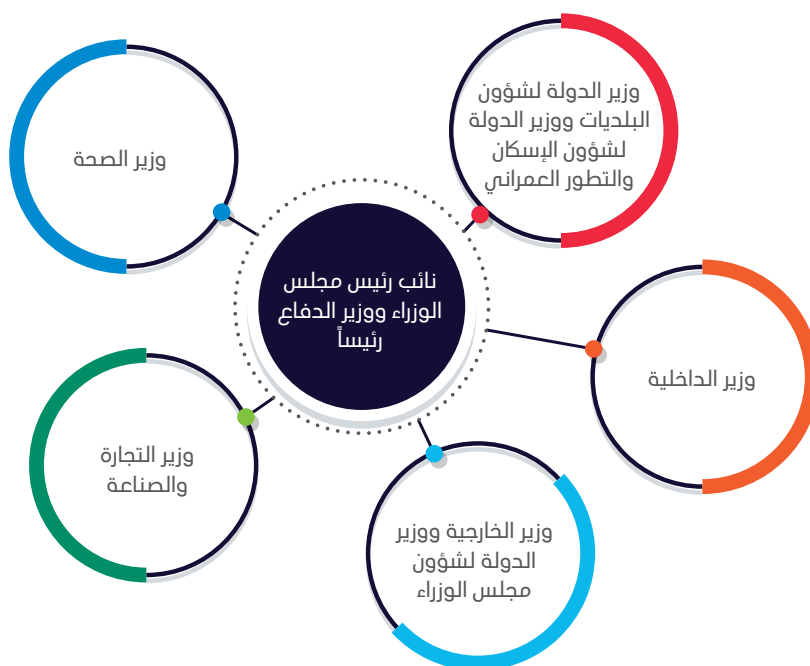 وزير الدولة لشؤون
البلديات ووزير الدولة
لشؤون الإسكان
والتطور العمراني
وزير الصحة
نائب رئيس مجلس
الوزراء ووزير الدفاع
رئيساً
وزير الداخلية
وزير التجارة
والصناعة
وزير الخارجية ووزير
الدولة لشؤون
مجلس الوزراء